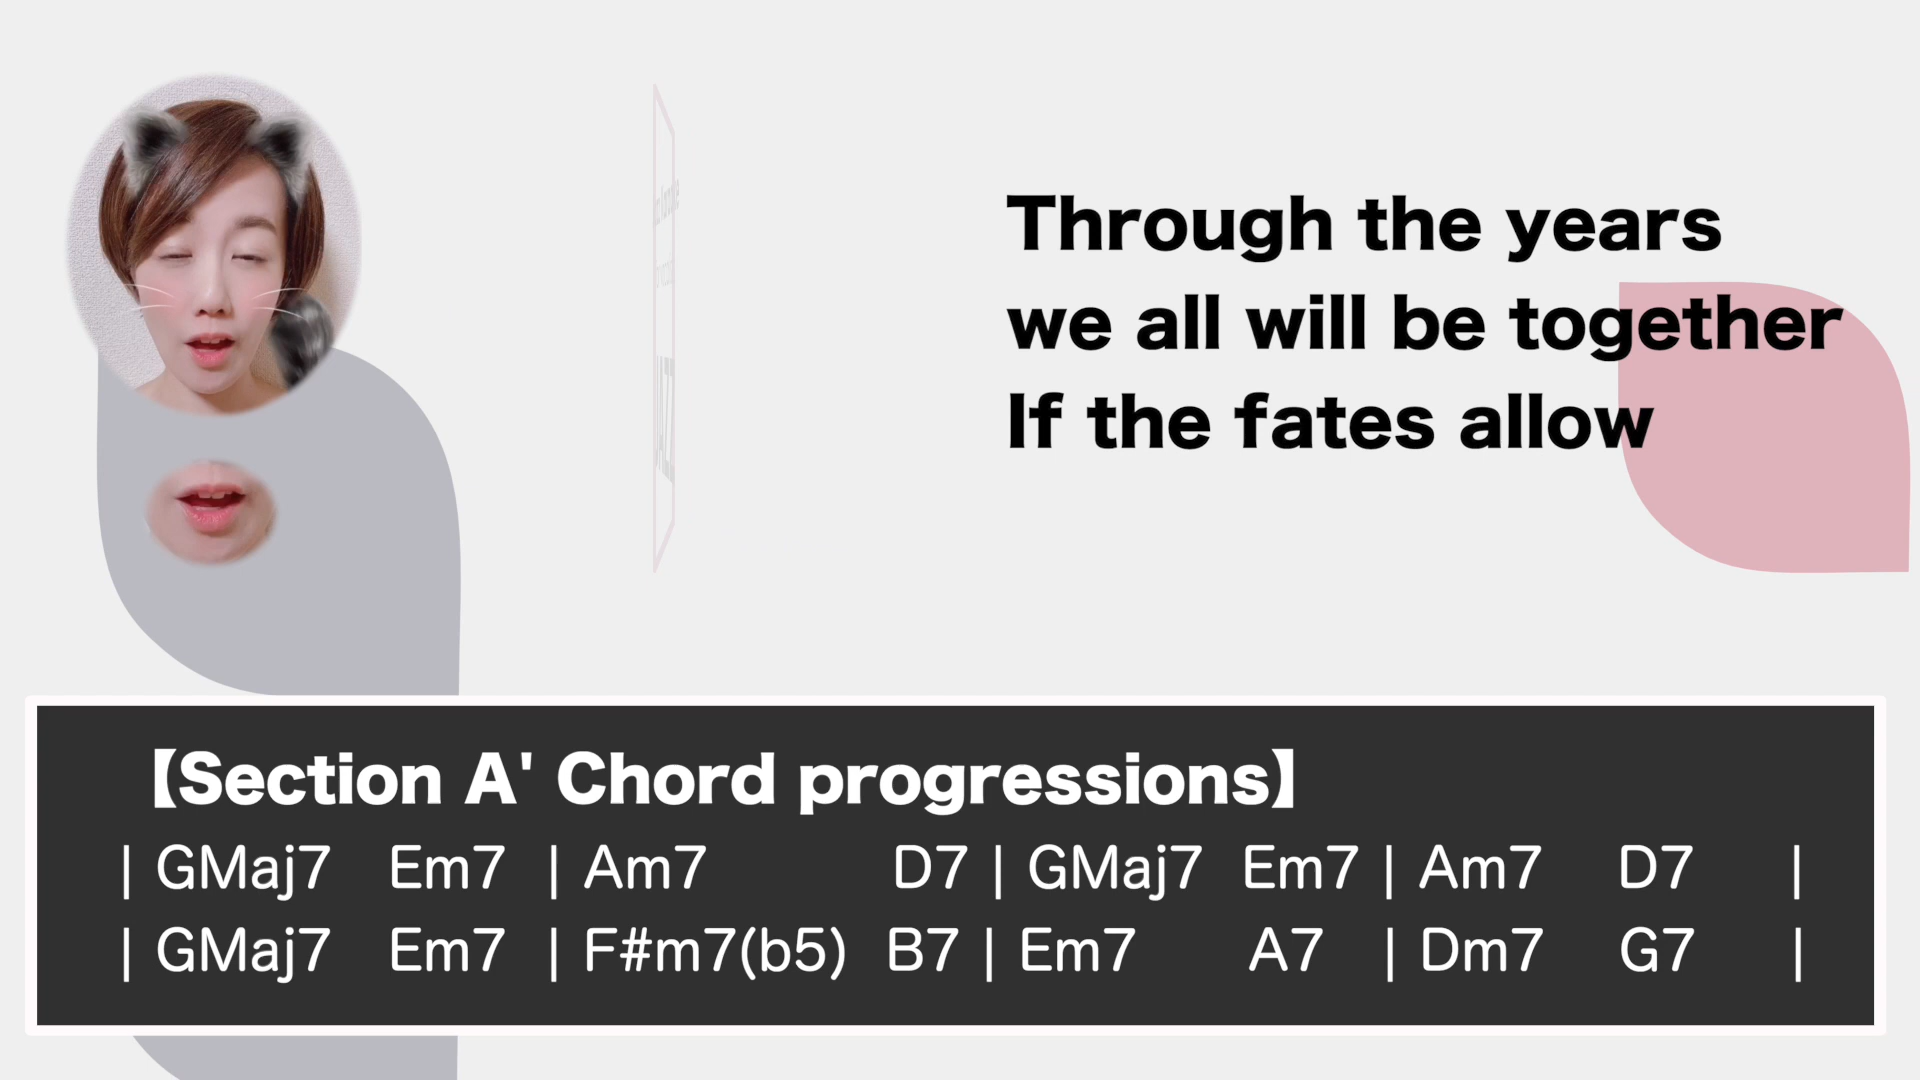 Through the years
we all will be together
If the fates allow
JAZZ
【Section A' Chord progressions】
| GMaj7 Em7 | Am7 D7 | GMaj7 Em7 | Am7 D7 |
| GMaj7 Em7 | F#m7(b5) B7 | Em7 A7 | Dm7 G7 |